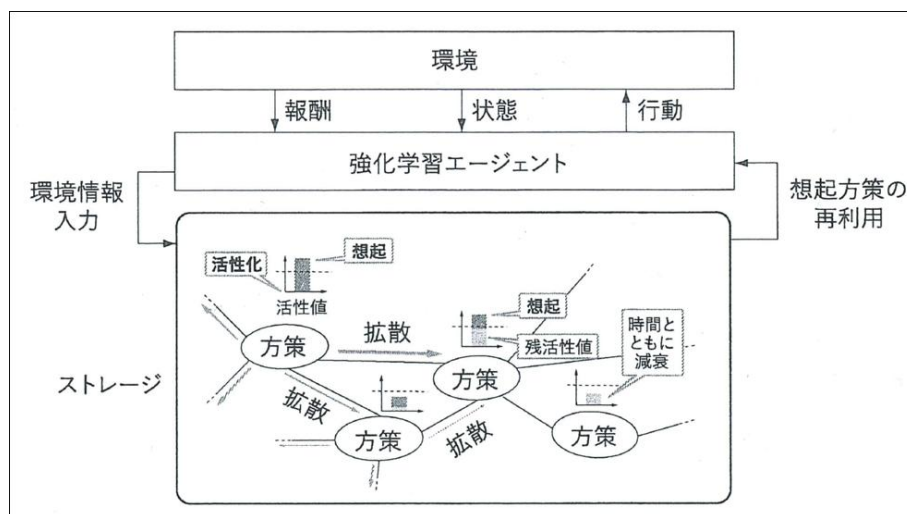 環境
報酬
状態
行動
強化学習エージェント
環境情報
入力
想起方策の
再利用
活性化
想起
活性値
拡散
想起
残活性値
時間と
ともに
減衰
方策
方策
ストレージ
拡散
方策
拡散
方策